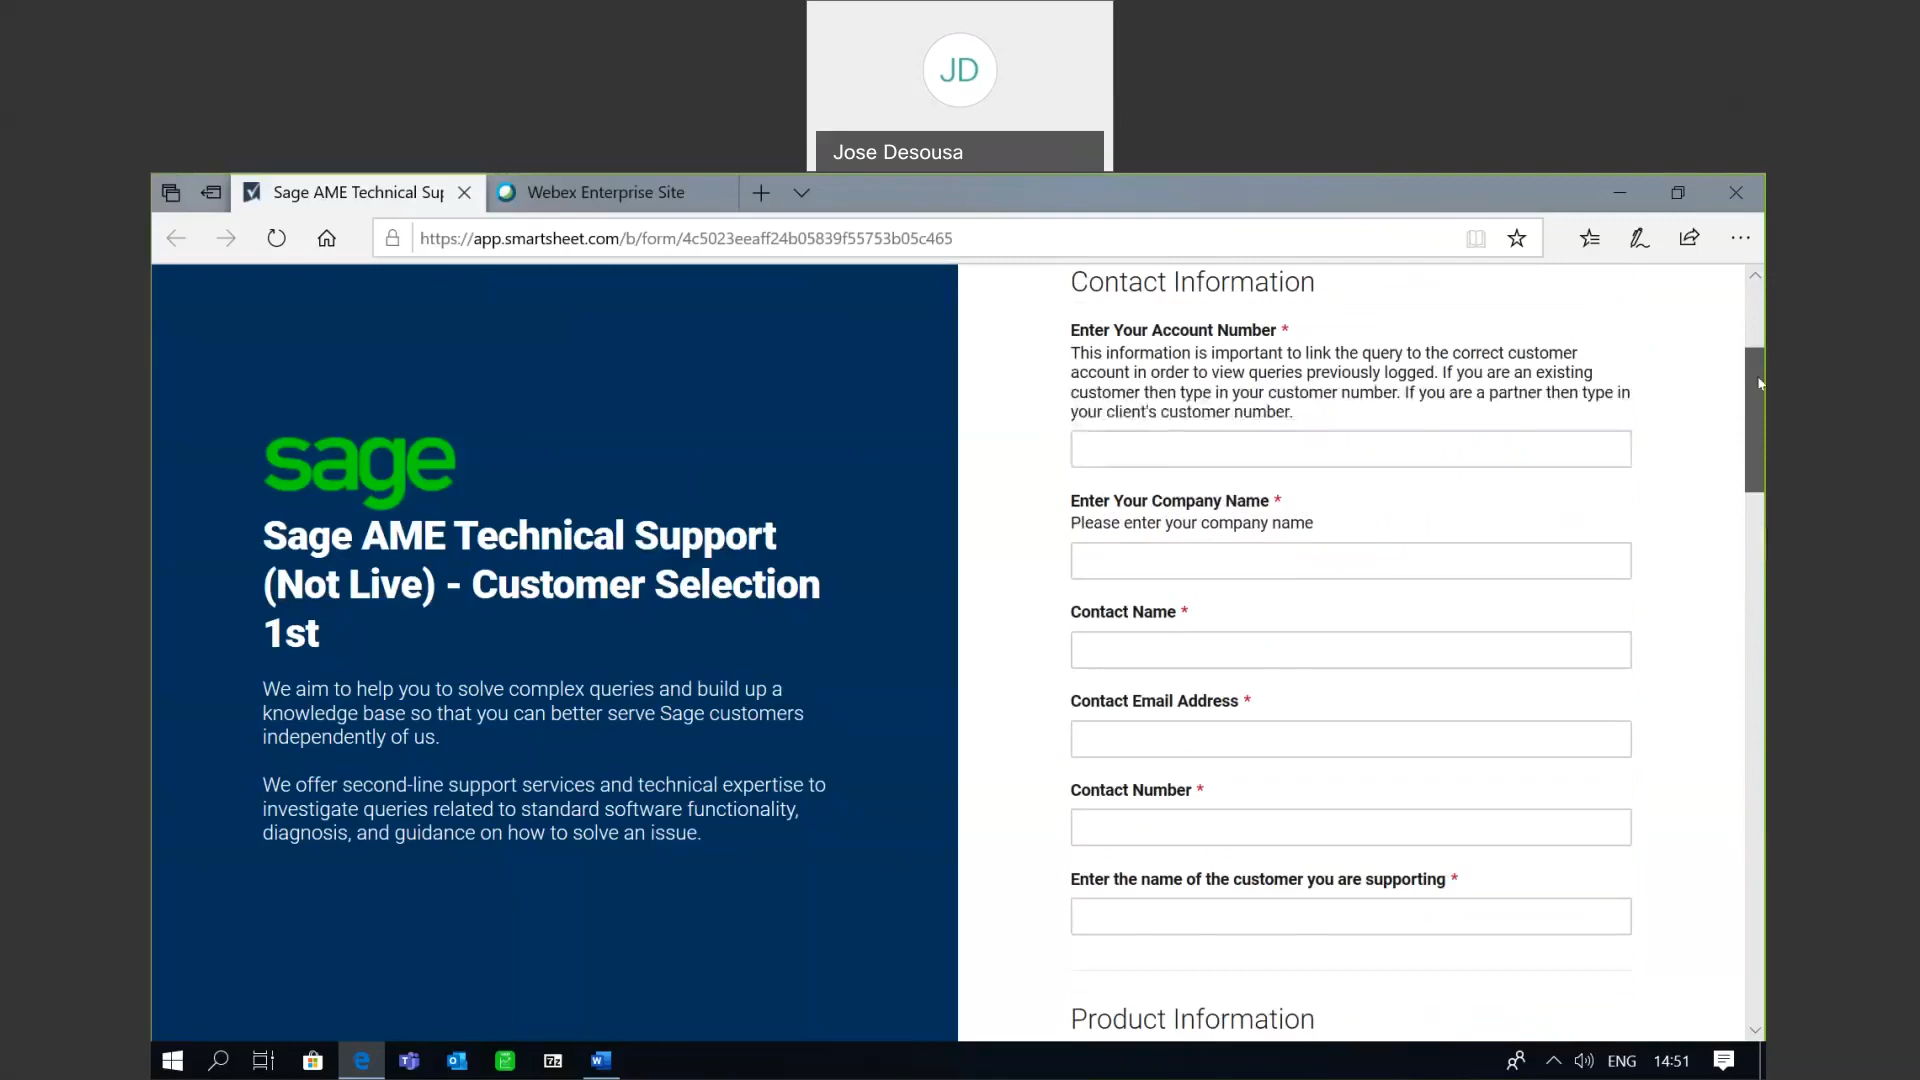 JD
Jose Desousa
Sage AME Technical Sup
Webex Enterprise Site
https://app.smartsheet.com/b/form/4c5023eeaff24b05839f55753b05c465
sage
Sage AME Technical Support
(Not Live) - Customer Selection
1st
We aim to help you to solve complex queries and build up a
knowledge base so that you can better serve Sage customers
independently of us.
We offer second-line support services and technical expertise to
investigate queries related to standard software functionality,
diagnosis, and guidance on how to solve an issue.
Contact Information
Enter Your Account Number *
This information is important to link the query to the correct customer
account in order to view queries previously logged. If you are an existing
customer then type in your customer number. If you are a partner then type in
your client's customer number.
Enter Your Company Name *
Please enter your company name
Contact Name *
Contact Email Address *
Contact Number *
Enter the name of the customer you are supporting *
Product Information
ENG
14:51